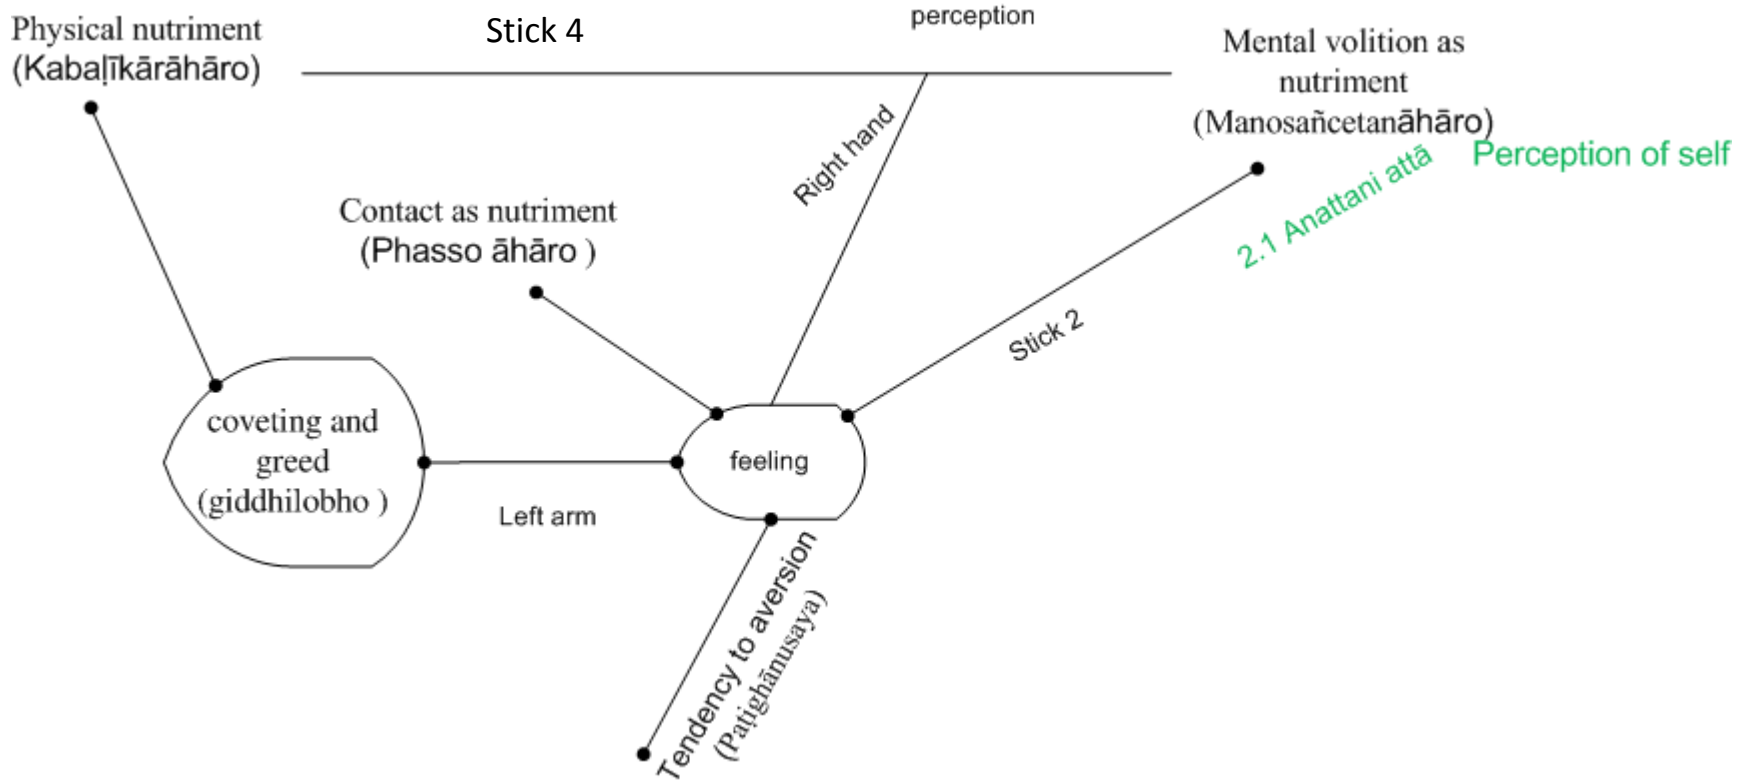 Physical nutriment
(Kabaḷīkārāhāro)
Stick 4
perception
Mental volition as
nutriment
(Manosañcetanāhāro)
Perception of self
2.1 Anattani attā
Right hand
Contact as nutriment
(Phasso āhāro )
Stick 2
coveting and
greed
(giddhilobho )
feeling
Left arm
Tendency to aversion
(Paṭighānusaya)